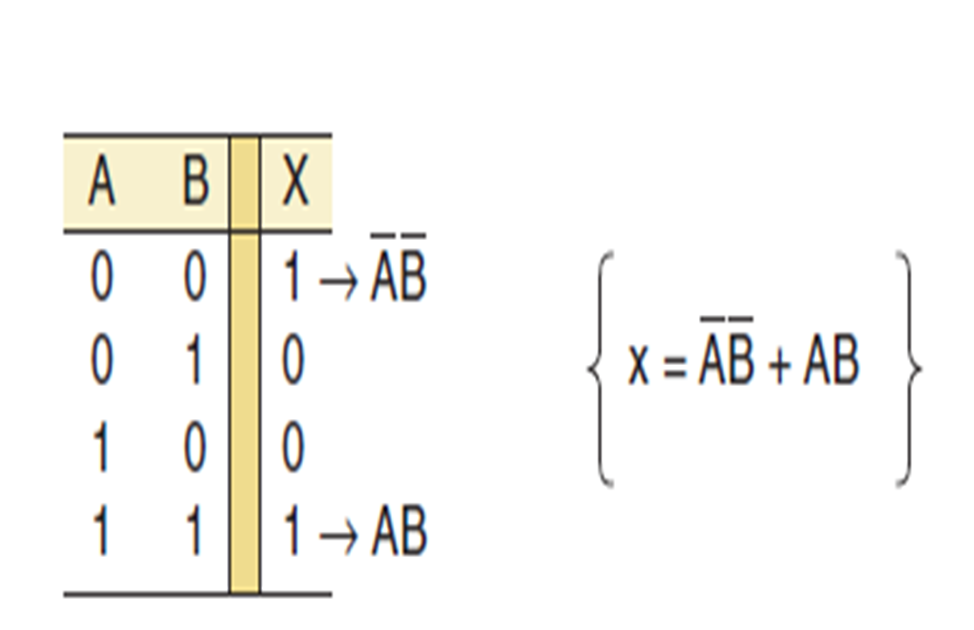 A B X
0 0 1 → A̅B̅
0 1 0
1 0 0
1 1 1 → AB
{ x = A̅B̅ + AB }